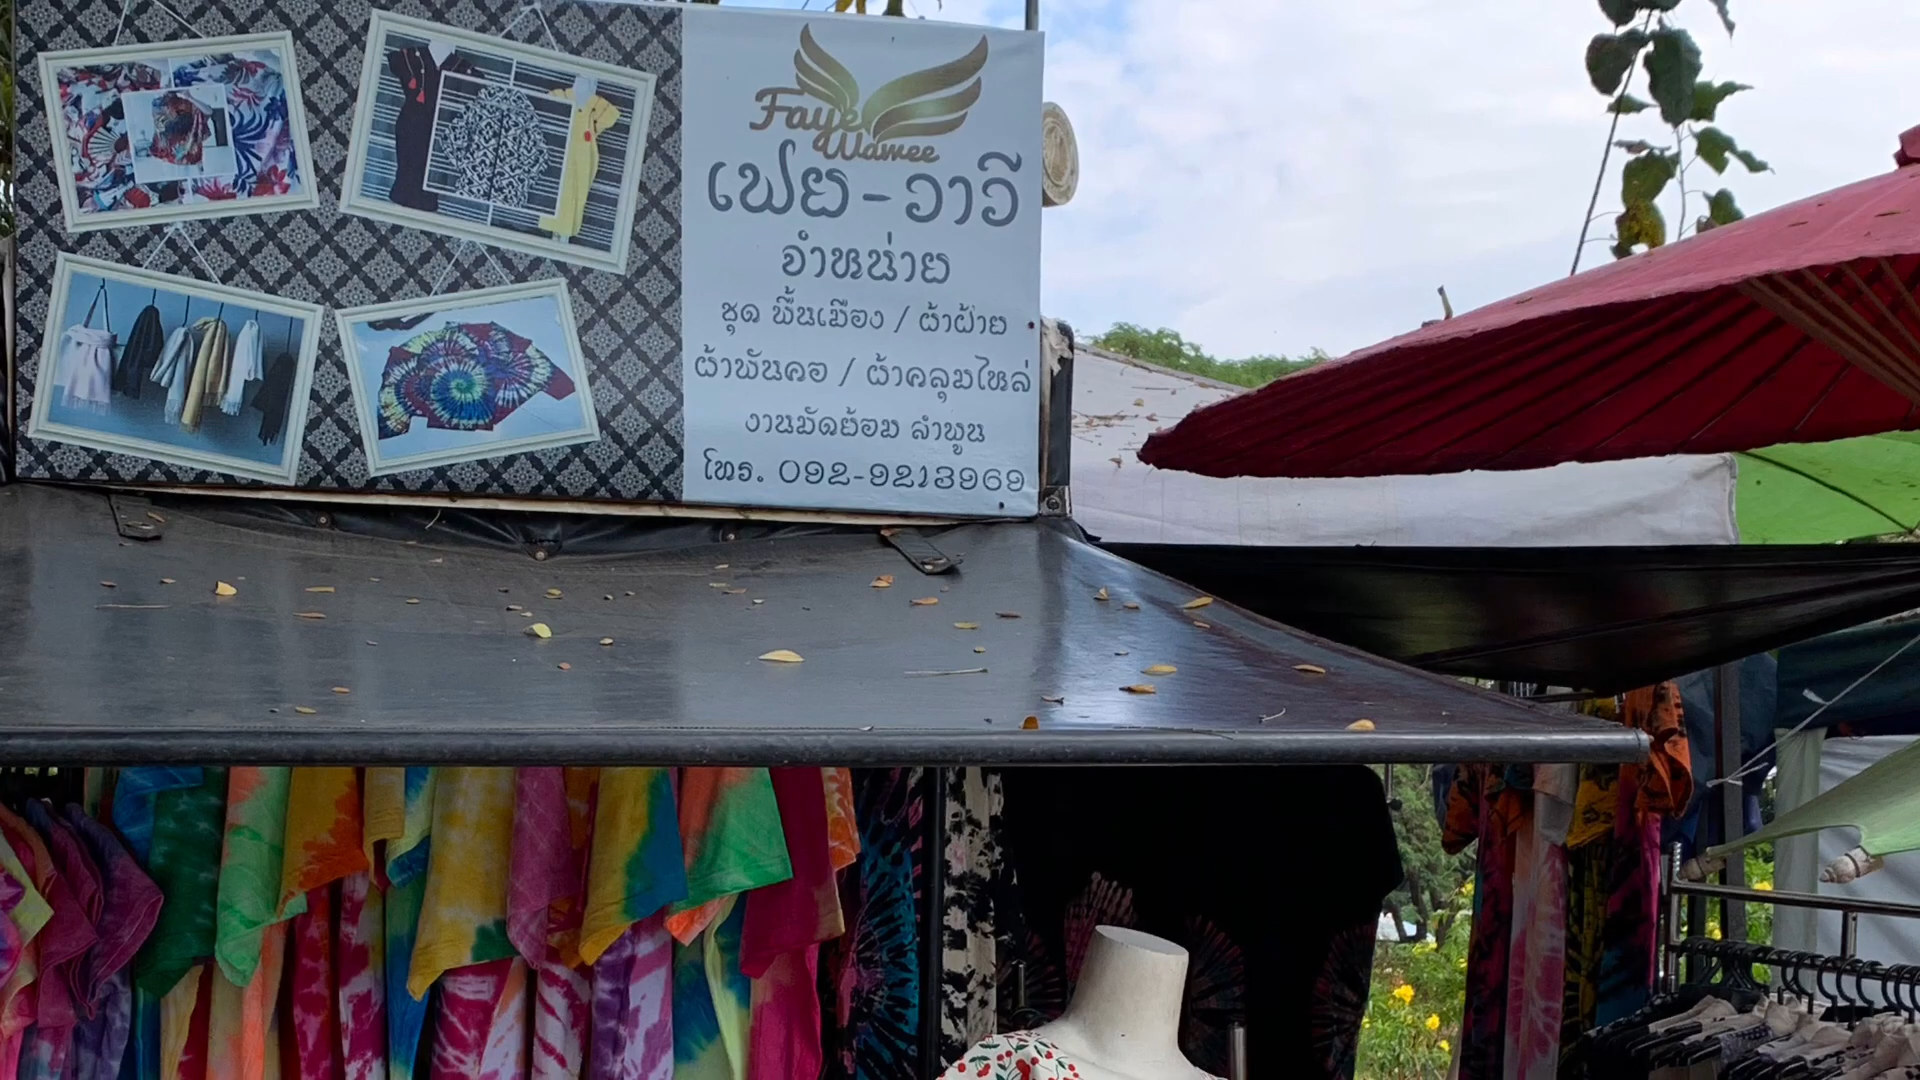 Faye
Wawee
เฟย-วาวี
จำหน่าย
ชุด พื้นเมือง / ผ้าฝ้าย
ผ้าพันคอ / ผ้าคลุมไหล่
งานมัดย้อม ลำพูน
โทร. 092-9213969